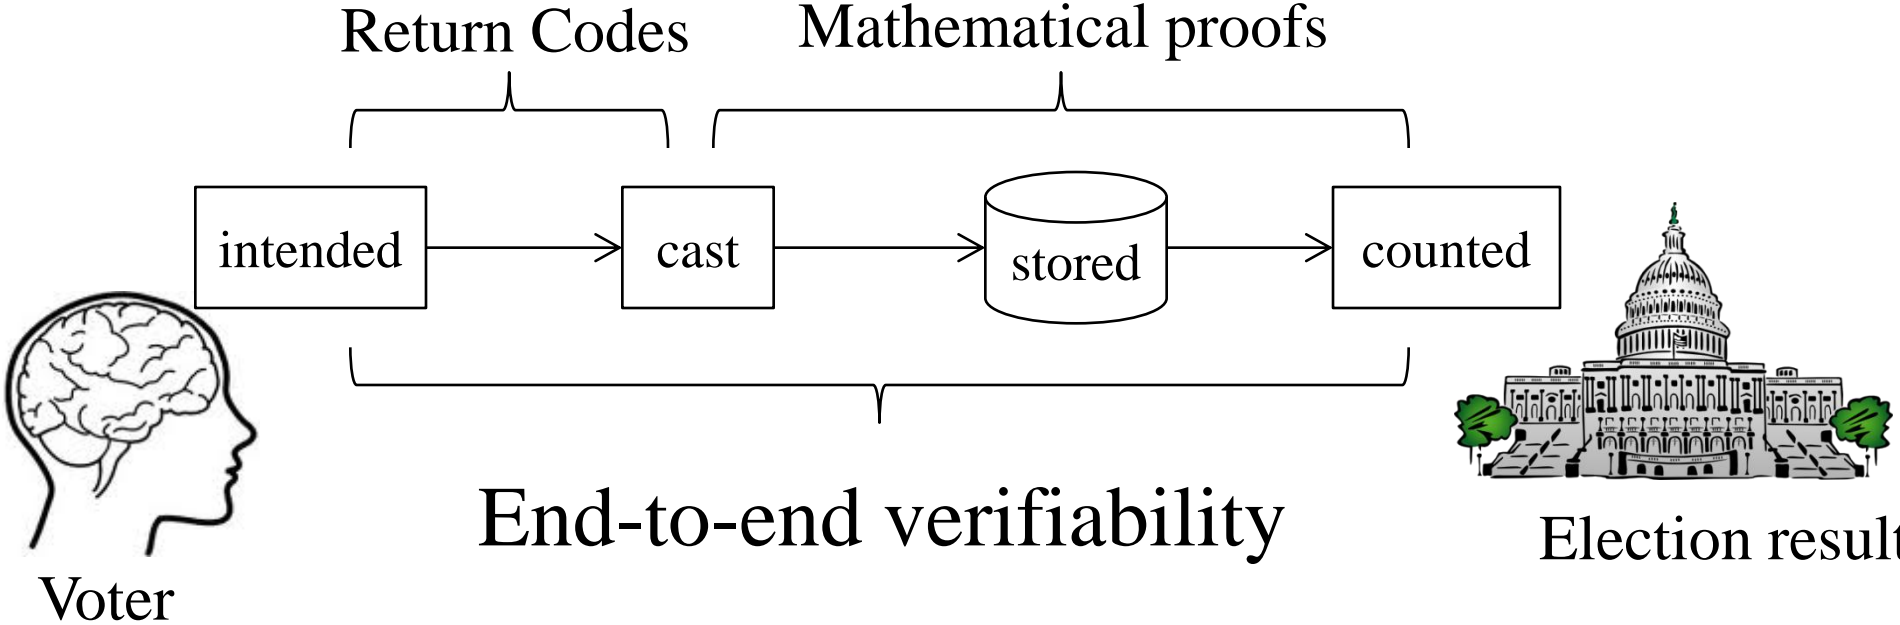 Return Codes
Mathematical proofs
intended
cast
stored
counted
End-to-end verifiability
Election result
Voter